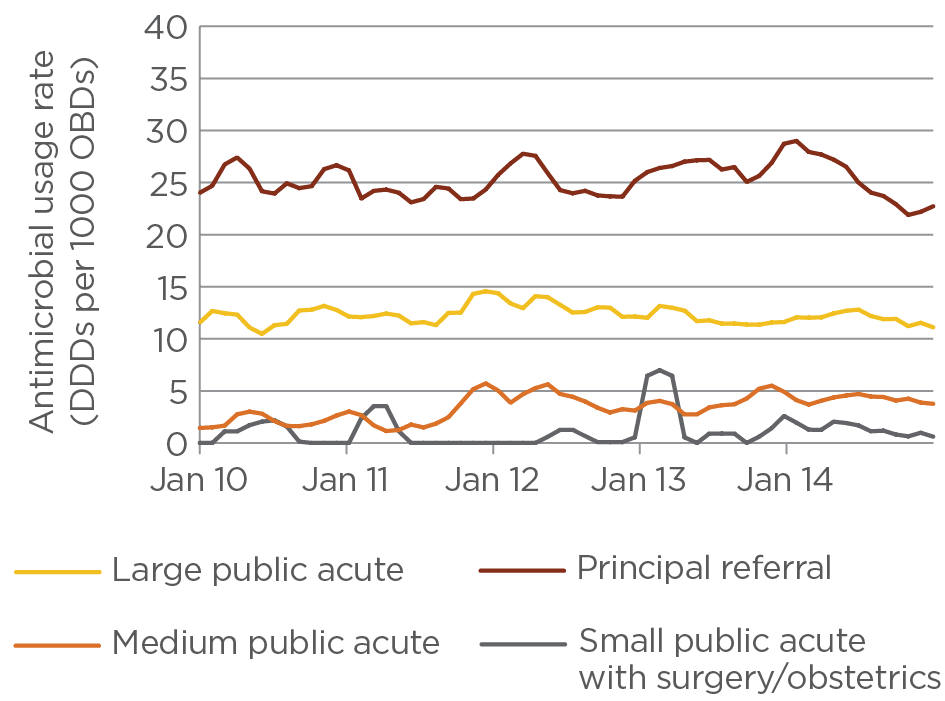 Antimicrobial usage rate
(DDDs per 1000 OBDs)
40
35
30
25
20
15
10
5
0
Jan 10
Jan 11
Jan 12
Jan 13
Jan 14
Large public acute
Principal referral
Medium public acute
Small public acute
with surgery/obstetrics